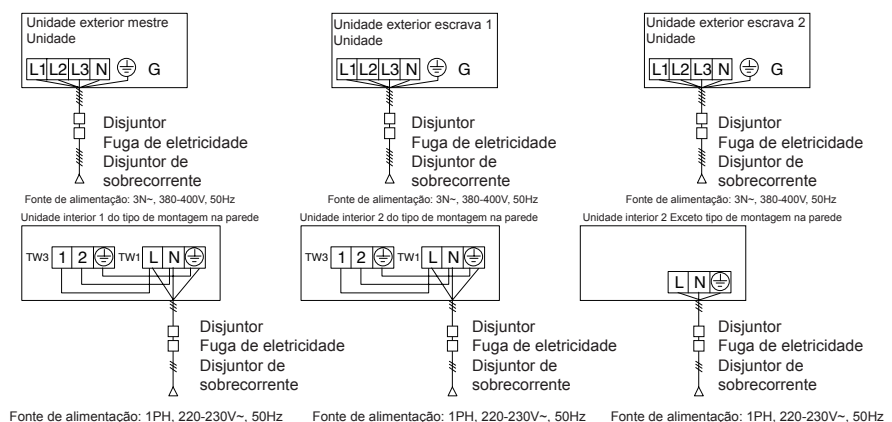 Unidade exterior mestre
Unidade
L1 L2 L3 N G
Disjuntor
Fuga de eletricidade
Disjuntor de
sobrecorrente
Fonte de alimentação: 3N~, 380-400V, 50Hz
Unidade exterior escrava 1
Unidade
L1 L2 L3 N G
Disjuntor
Fuga de eletricidade
Disjuntor de
sobrecorrente
Fonte de alimentação: 3N~, 380-400V, 50Hz
Unidade exterior escrava 2
Unidade
L1 L2 L3 N G
Disjuntor
Fuga de eletricidade
Disjuntor de
sobrecorrente
Fonte de alimentação: 3N~, 380-400V, 50Hz
Unidade interior 1 do tipo de montagem na parede
TW3 1 2 TW1 L N
Disjuntor
Fuga de eletricidade
Disjuntor de
sobrecorrente
Fonte de alimentação: 1PH, 220-230V~, 50Hz
Unidade interior 2 do tipo de montagem na parede
TW3 1 2 TW1 L N
Disjuntor
Fuga de eletricidade
Disjuntor de
sobrecorrente
Fonte de alimentação: 1PH, 220-230V~, 50Hz
Unidade interior 2 Exceto tipo de montagem na parede
L N
Disjuntor
Fuga de eletricidade
Disjuntor de
sobrecorrente
Fonte de alimentação: 1PH, 220-230V~, 50Hz